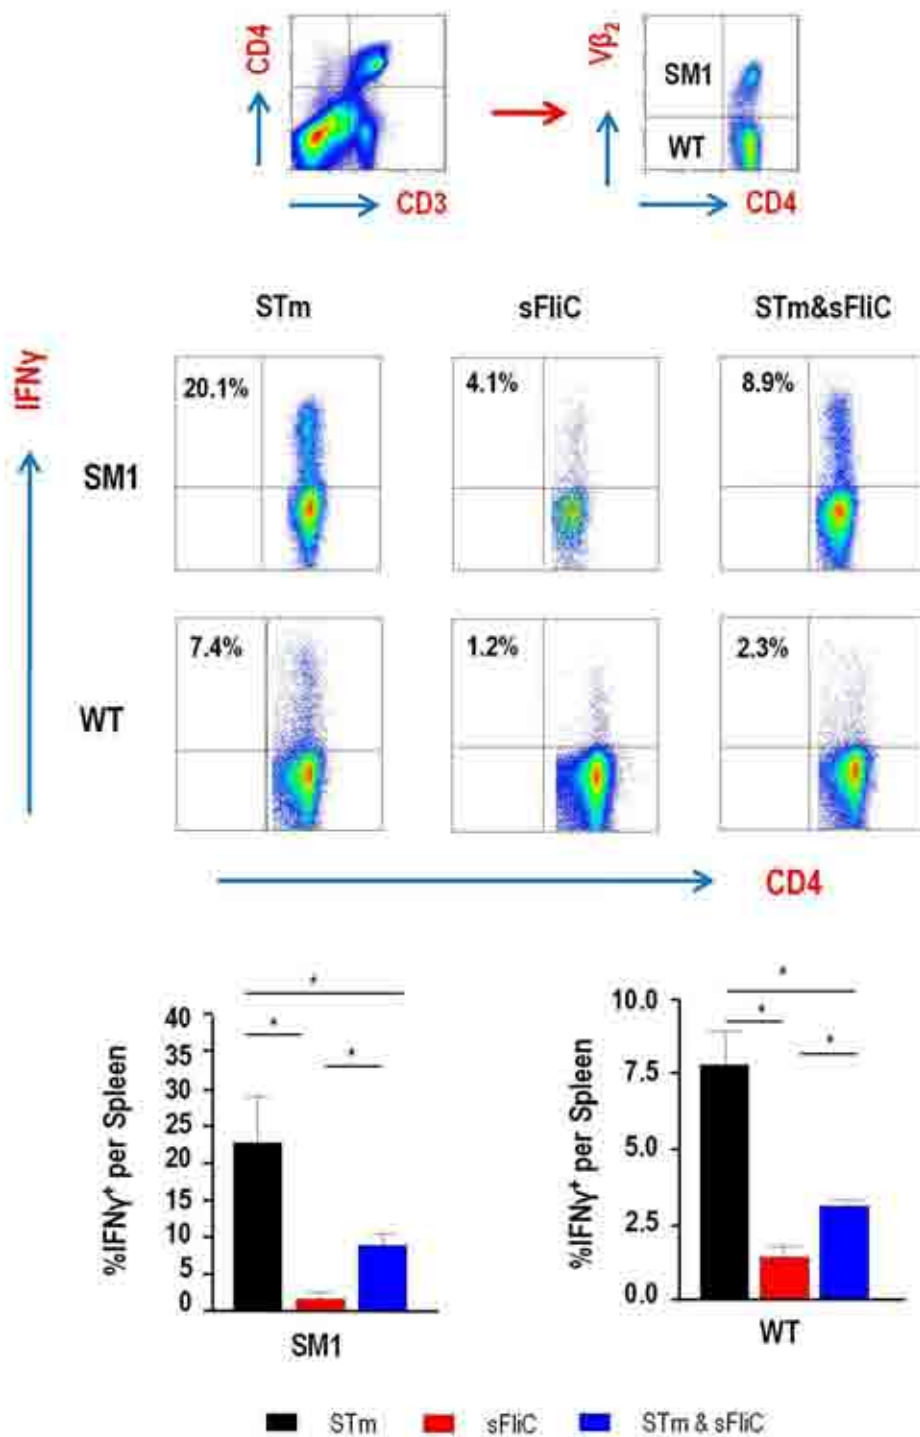 CD4
CD3
Vβ2
SM1
WT
CD4
STm
sFliC
STm&sFliC
IFNγ
SM1
20.1%
4.1%
8.9%
WT
7.4%
1.2%
2.3%
CD4
%IFNγ+ per Spleen
40
35
30
25
20
15
10
5
0
*
*
*
SM1
%IFNγ+ per Spleen
10.0
7.5
5.0
2.5
0.0
*
*
*
WT
STm
sFliC
STm & sFliC